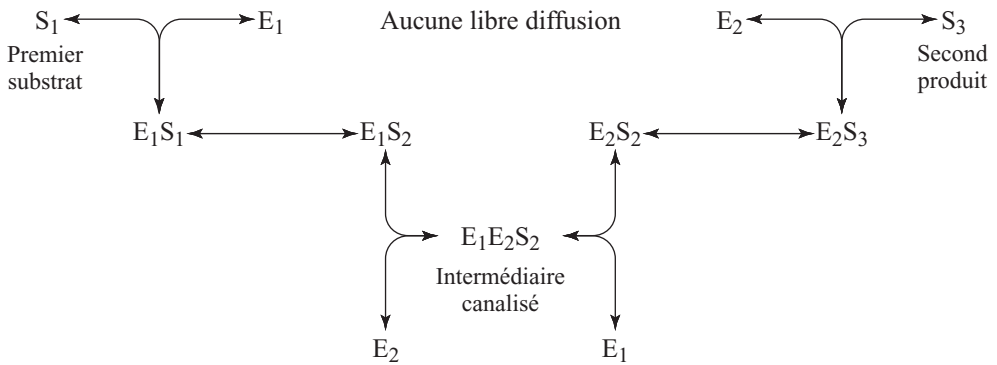 S₁ E₁ Aucune libre diffusion E₂ S₃
Premier
substrat
Second
produit
E₁S₁ E₁S₂ E₂S₂ E₂S₃
E₁E₂S₂
Intermédiaire
canalisé
E₂ E₁